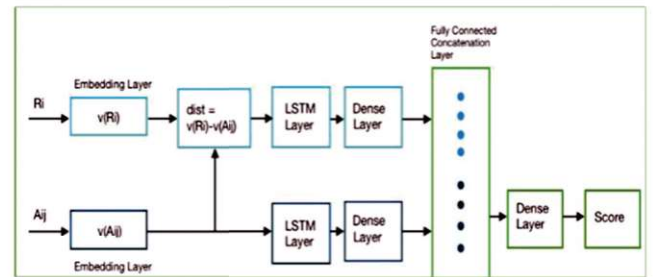 Fully Connected
Concatenation
Layer
Embedding Layer
Ri
v(Ri)
dist =
v(Ri)-v(Aij)
LSTM
Layer
Dense
Layer
Aij
v(Aij)
LSTM
Layer
Dense
Layer
Dense
Layer
Score
Embedding Layer